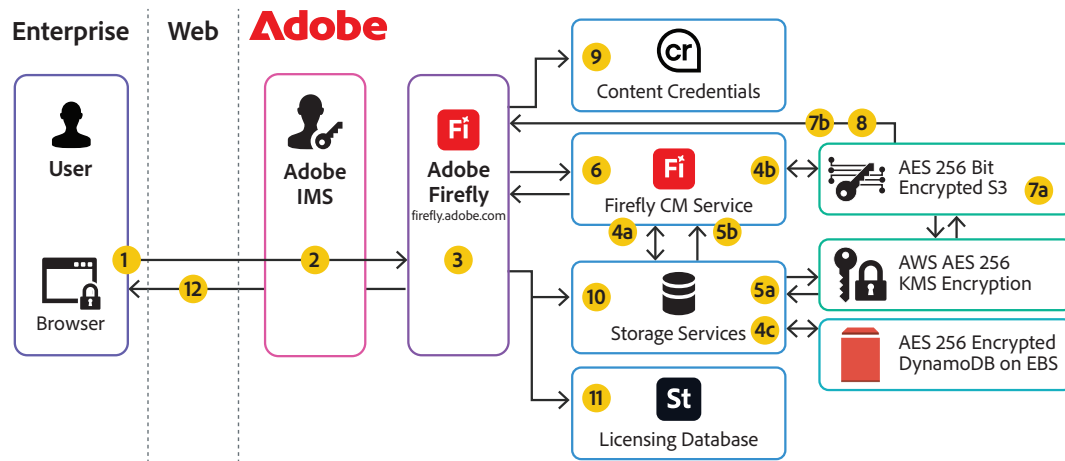 Enterprise
Web
Adobe
User
1
Browser
12
Adobe
IMS
2
Fi
Adobe
Firefly
firefly.adobe.com
3
9
cr
Content Credentials
7b
8
6
Fi
4b
Firefly CM Service
4a
5b
AES 256 Bit
Encrypted S3
7a
10
5a
Storage Services
4c
AWS AES 256
KMS Encryption
AES 256 Encrypted
DynamoDB on EBS
11
St
Licensing Database